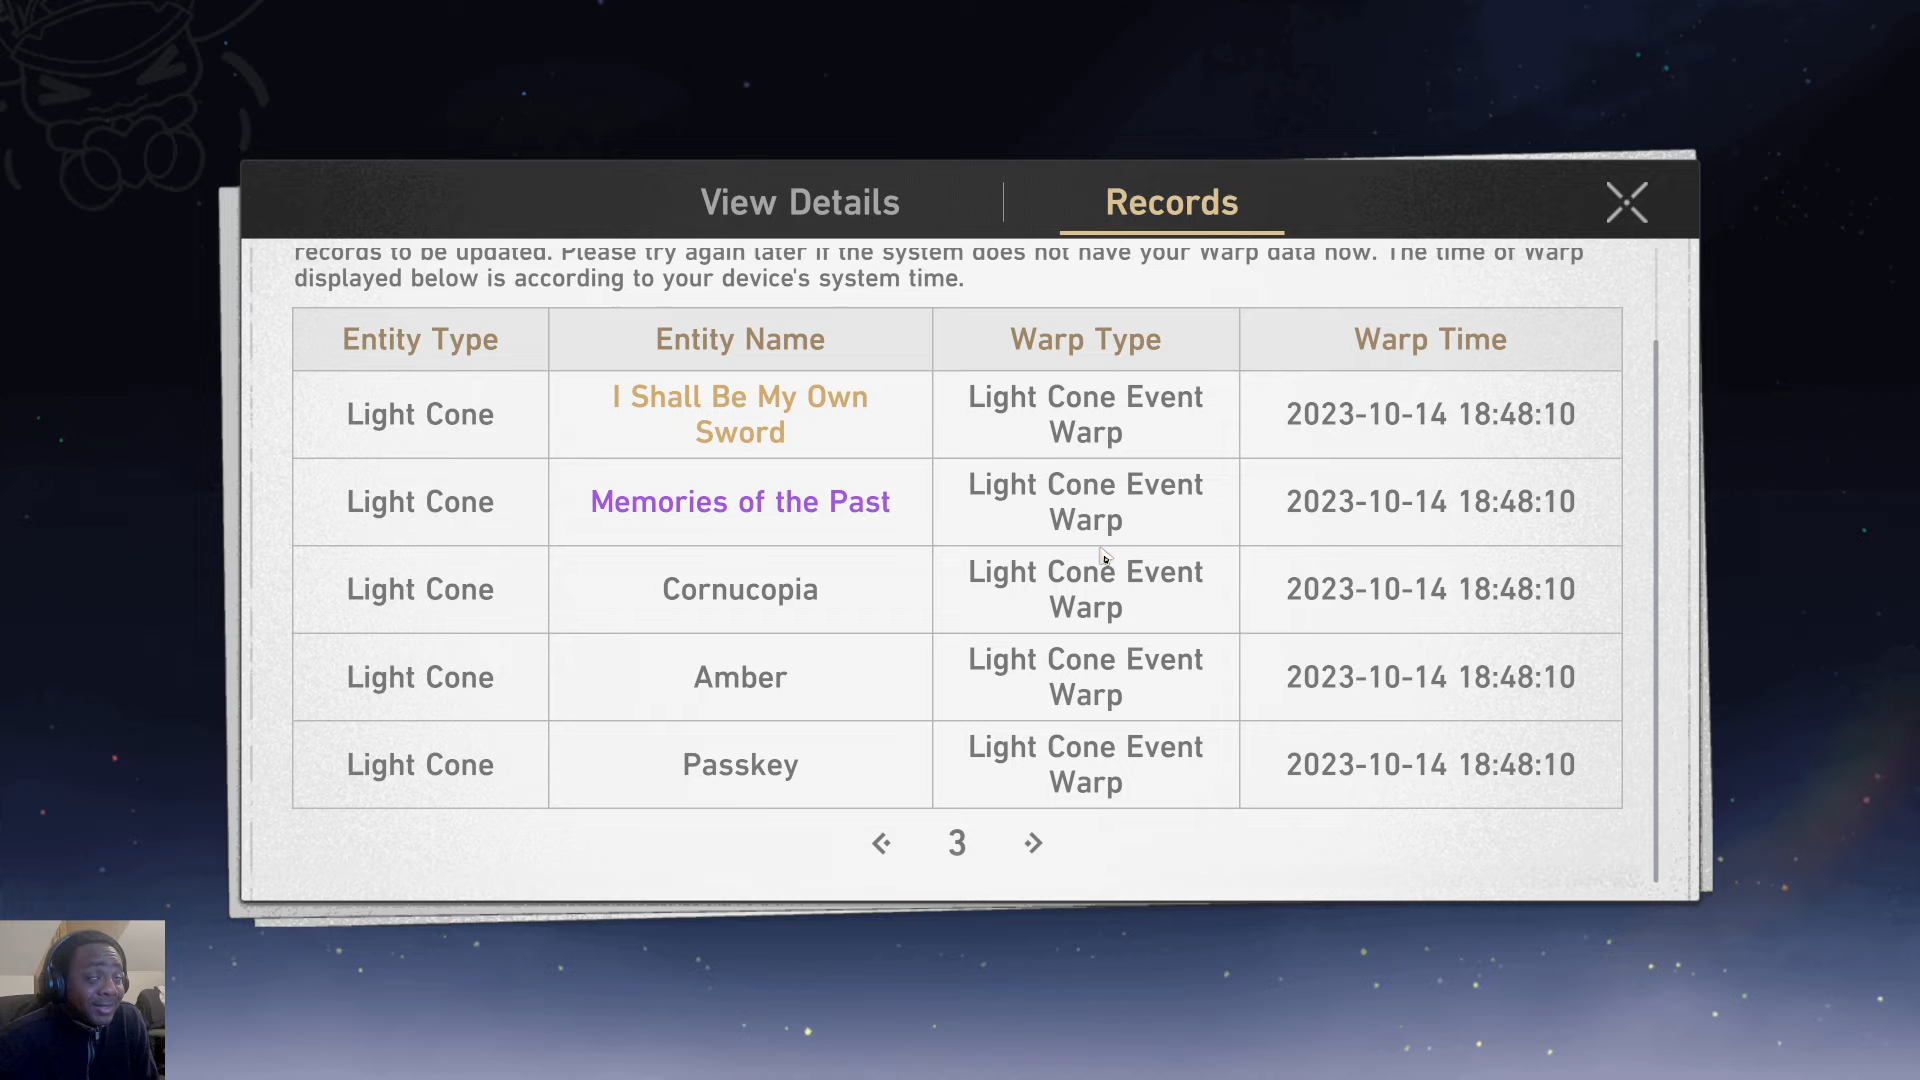 View Details
Records
records to be updated. Please try again later if the system does not have your Warp data now. The time of Warp
displayed below is according to your device's system time.
Entity Type Entity Name Warp Type Warp Time
Light Cone I Shall Be My Own Sword Light Cone Event Warp 2023-10-14 18:48:10
Light Cone Memories of the Past Light Cone Event Warp 2023-10-14 18:48:10
Light Cone Cornucopia Light Cone Event Warp 2023-10-14 18:48:10
Light Cone Amber Light Cone Event Warp 2023-10-14 18:48:10
Light Cone Passkey Light Cone Event Warp 2023-10-14 18:48:10
3